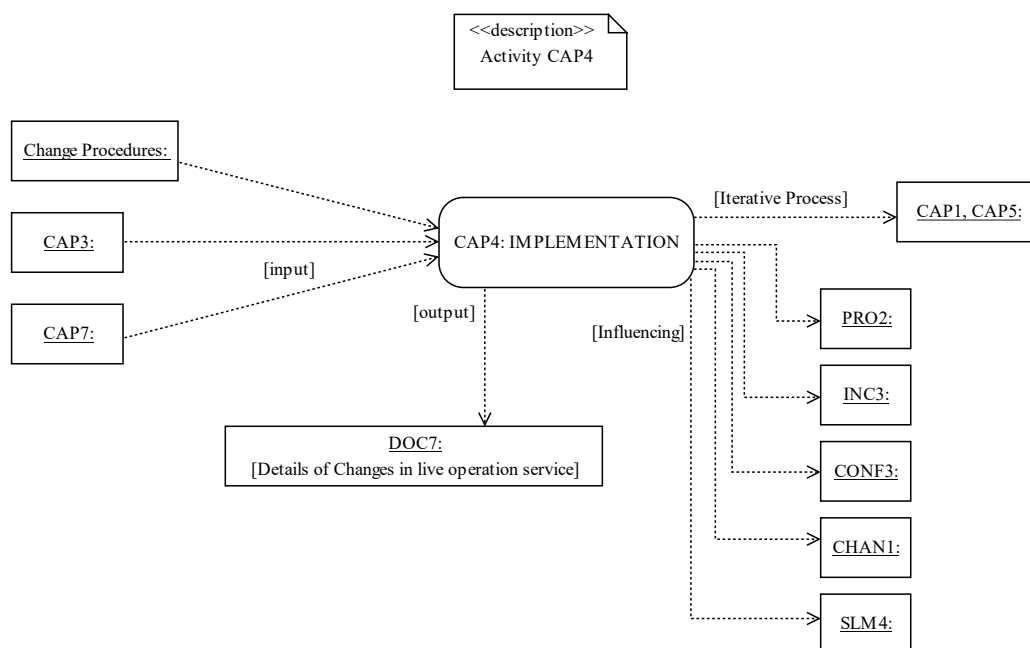 <<description>>
Activity CAP4
Change Procedures:
CAP3:
[input]
CAP7:
CAP4: IMPLEMENTATION
[Iterative Process]
CAP1, CAP5:
[output]
[Influencing]
DOC7:
[Details of Changes in live operation service]
PRO2:
INC3:
CONF3:
CHAN1:
SLM4: